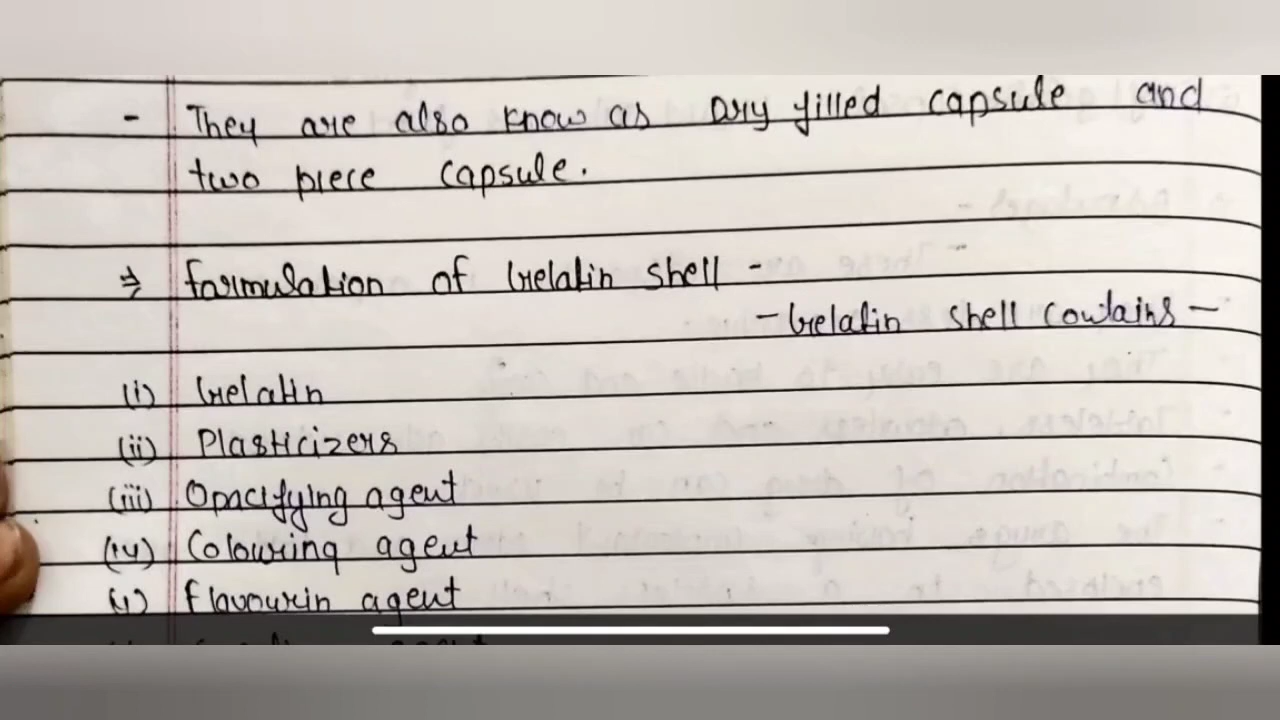 - They are also know as Dry filled capsule and
two piece capsule.
⇒ formulation of Gelatin shell -
- Gelatin shell contains -
(i) Gelatin
(ii) Plasticizers
(iii) Opacifying agent
(iv) Colouring agent
(v) flavourin agent
agent